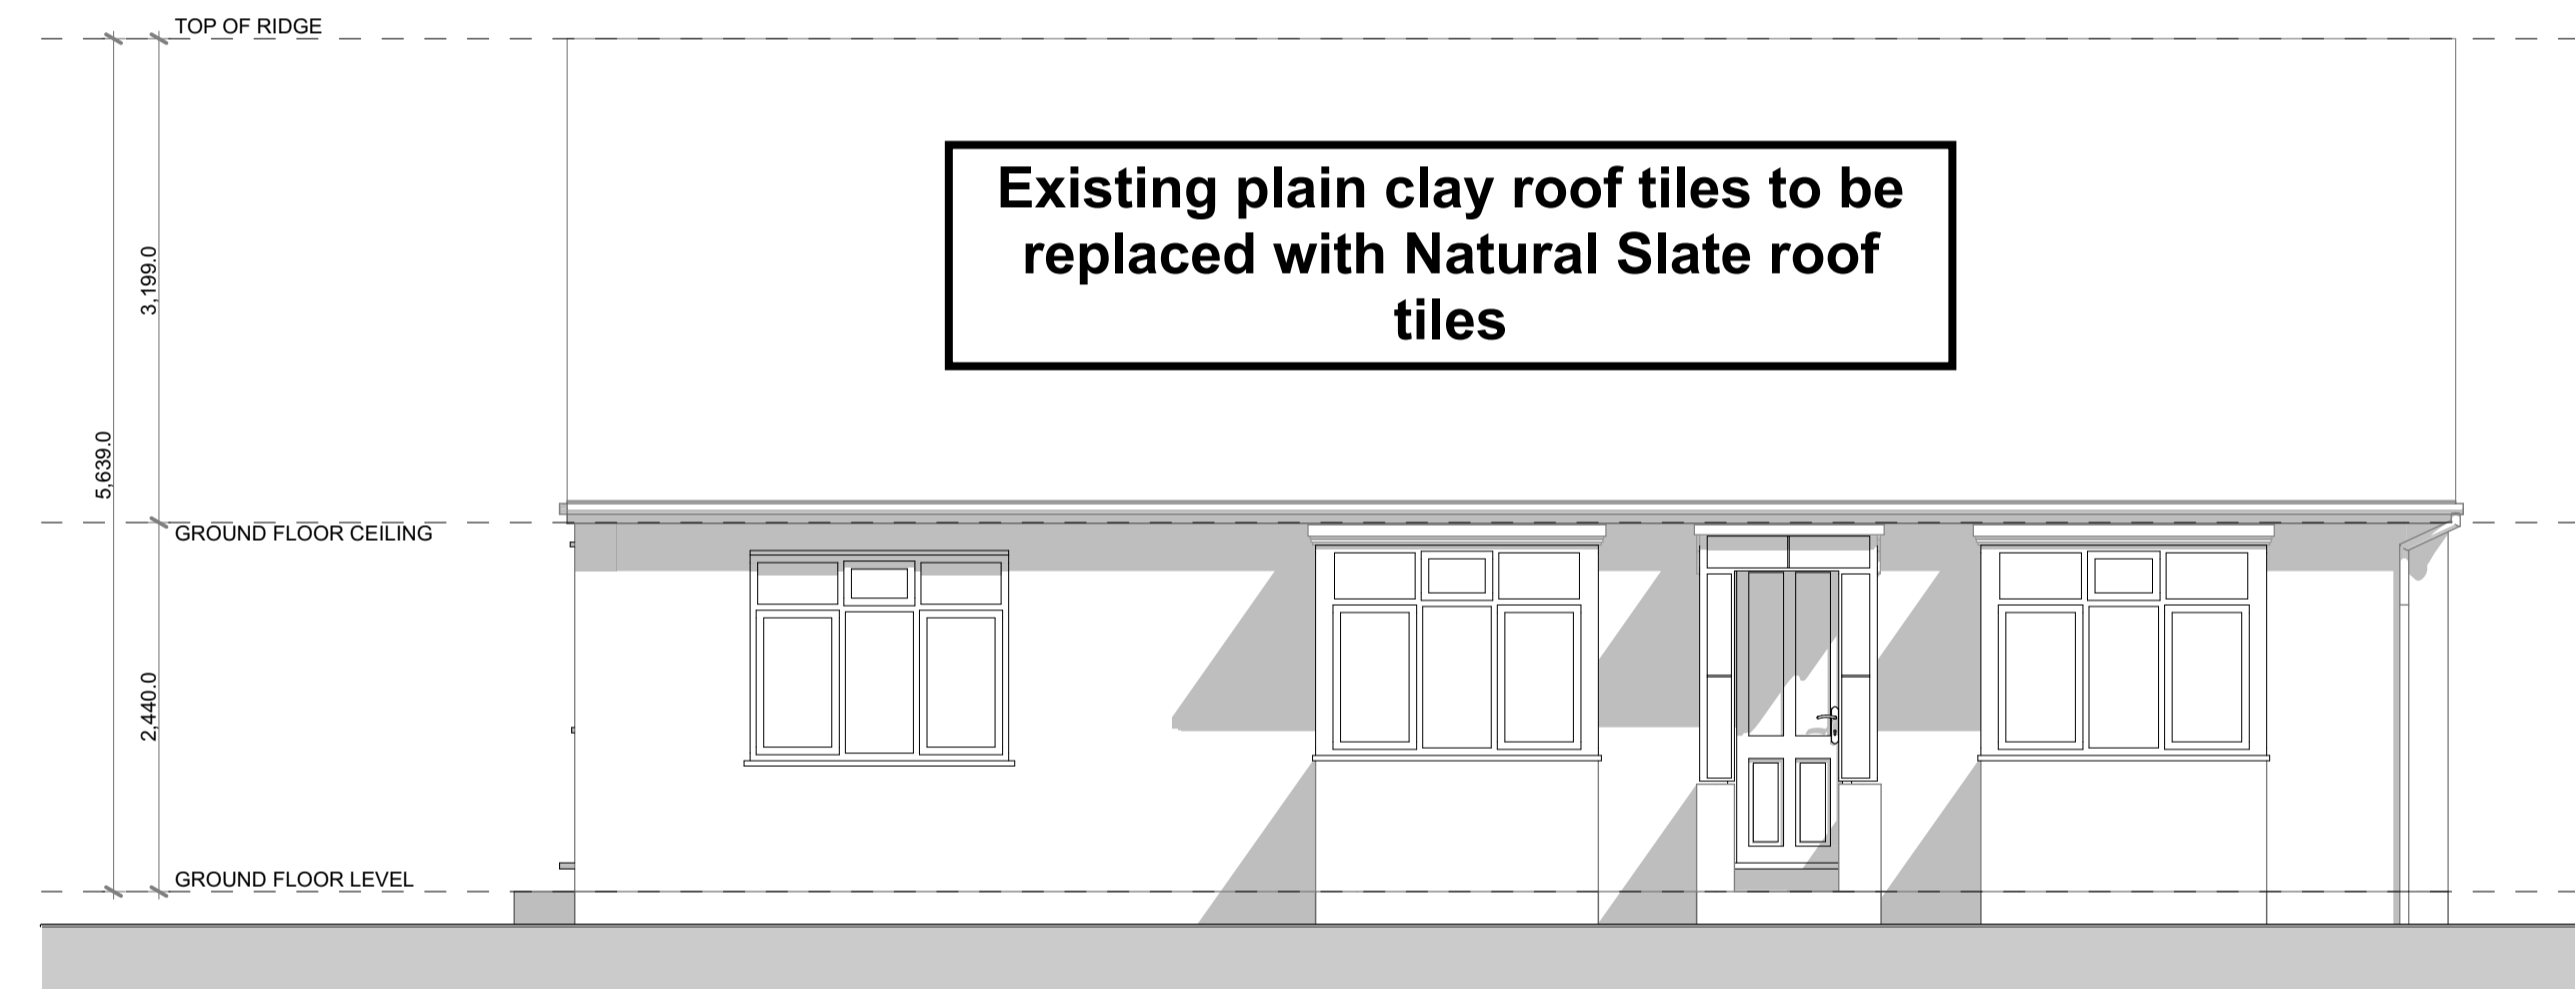 TOP OF RIDGE
Existing plain clay roof tiles to be
replaced with Natural Slate roof
tiles
3,199.0
5,639.0
GROUND FLOOR CEILING
2,440.0
GROUND FLOOR LEVEL